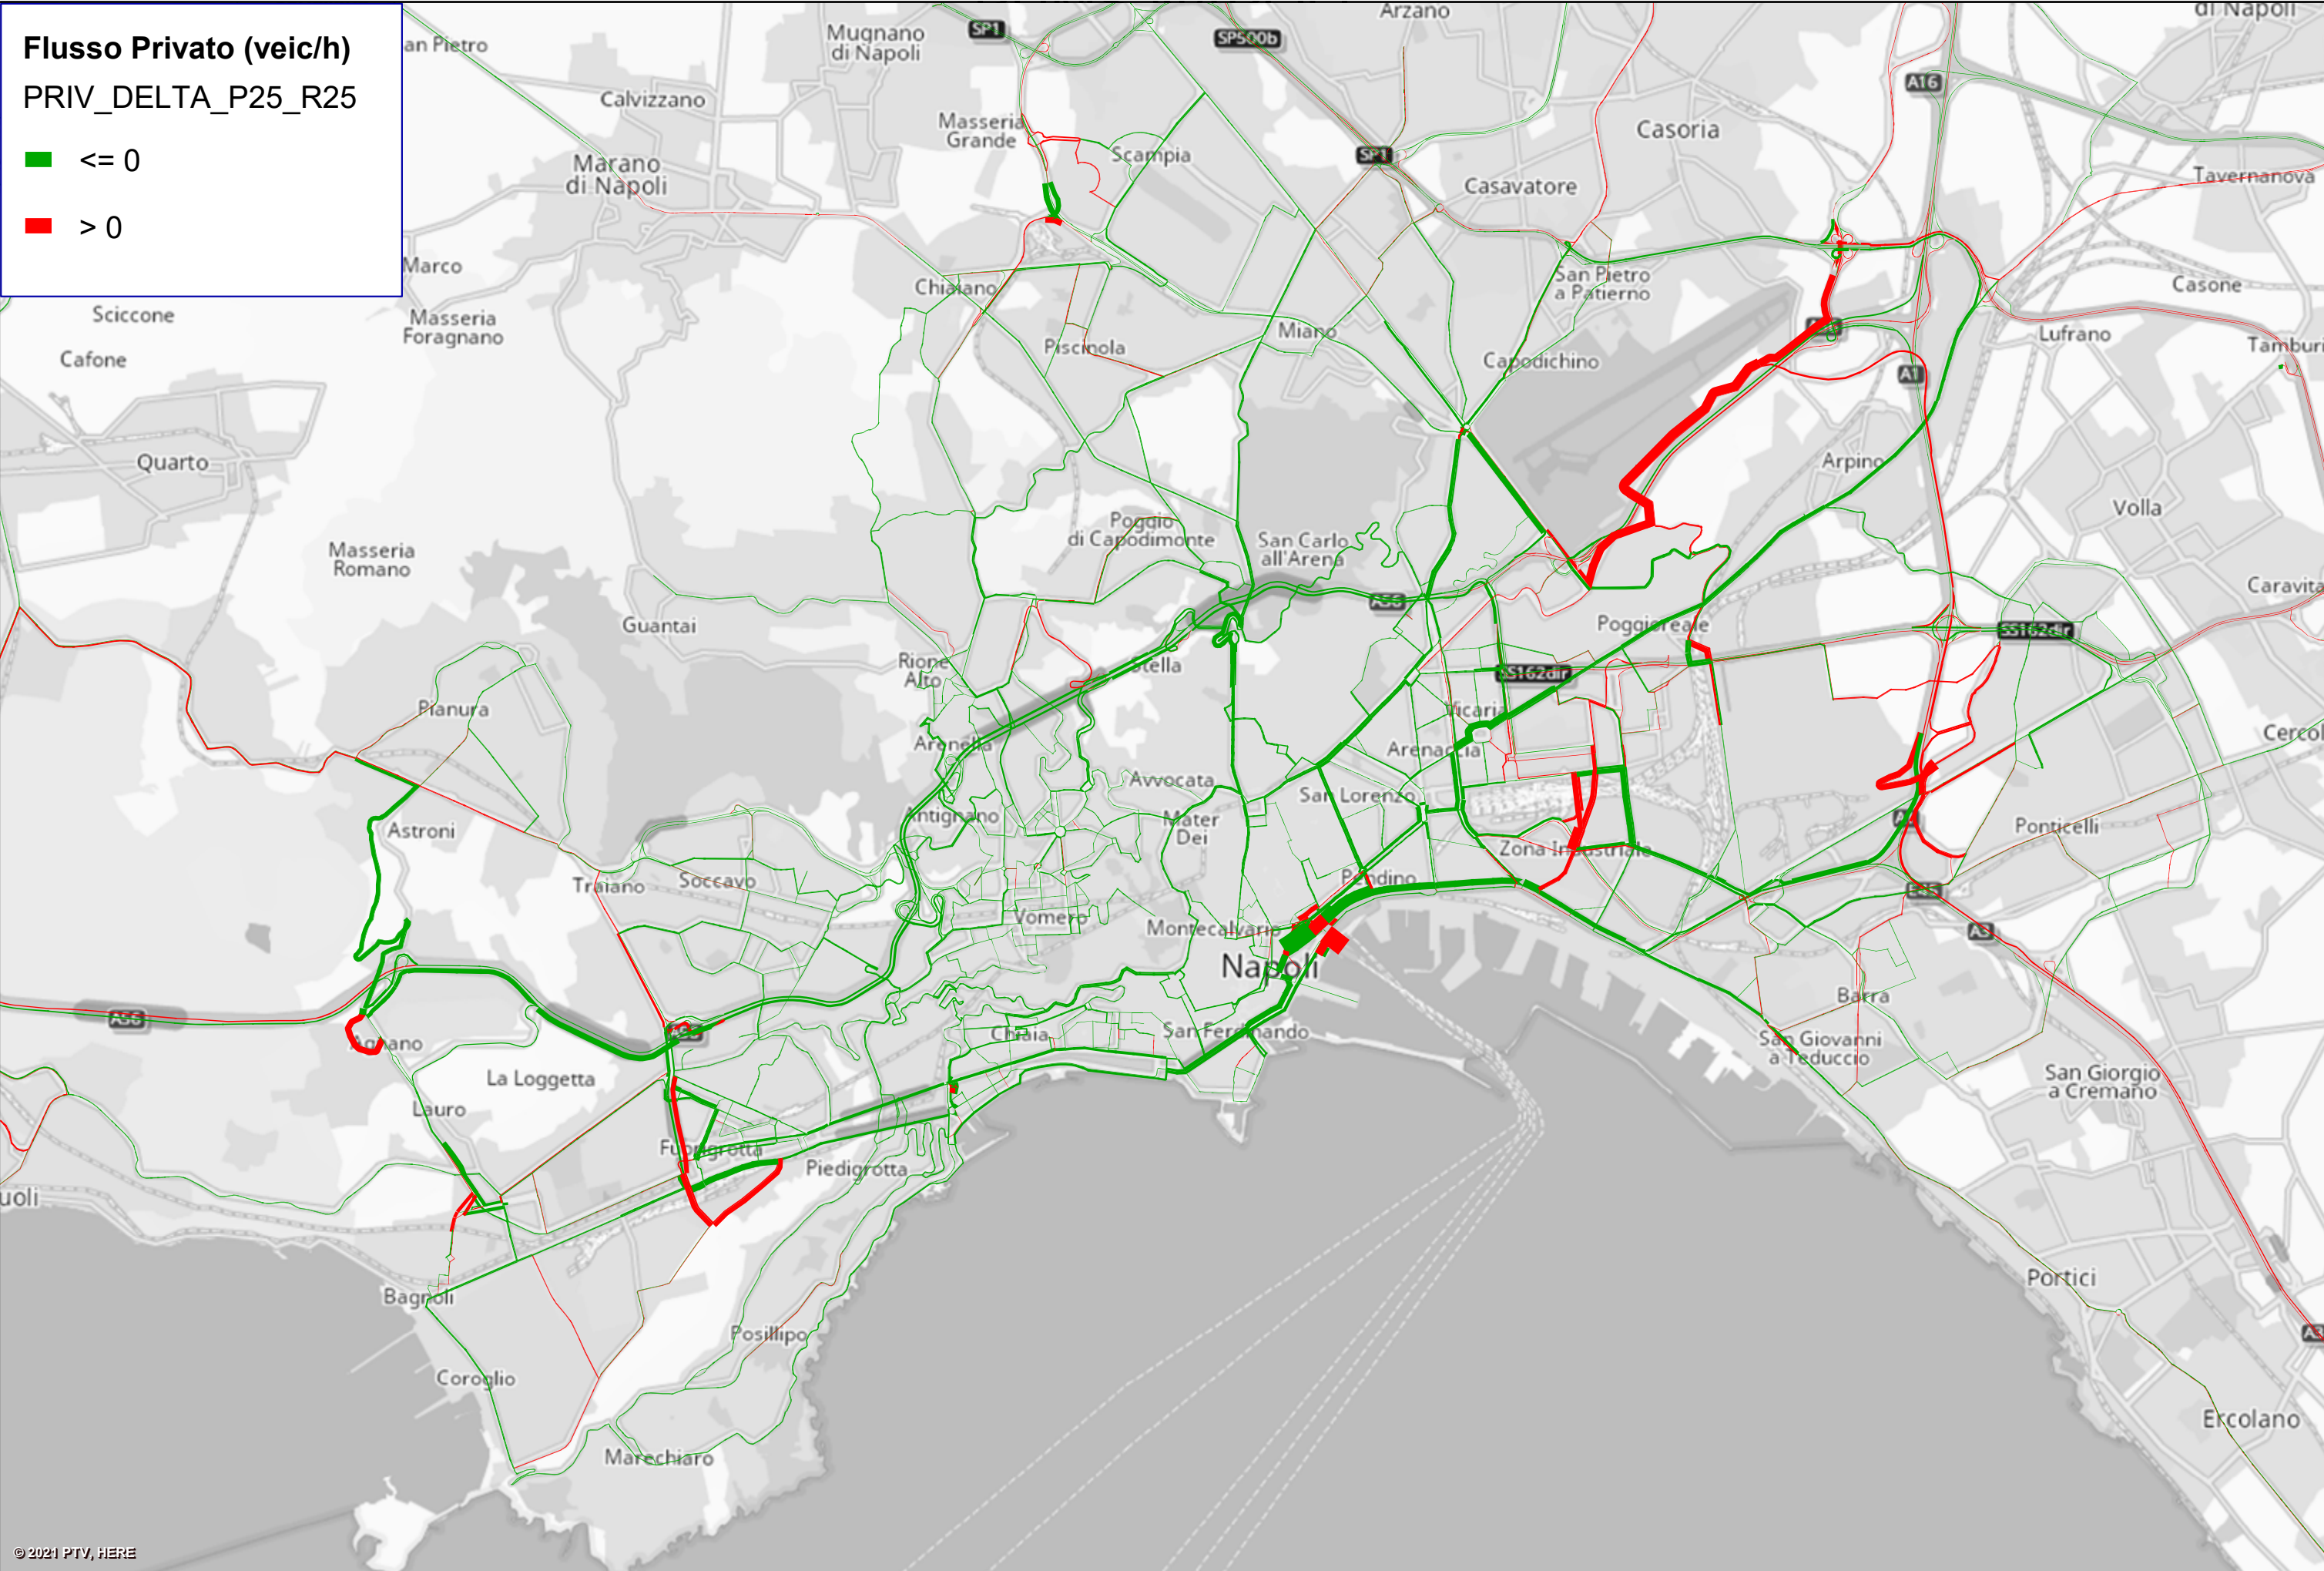 Flusso Privato (veic/h)
PRIV_DELTA_P25_R25
<= 0
> 0
an Pietro
Mugnano
di Napoli
SP1
SP500b
Arzano
di Napoli
A16
Calvizzano
Masseria
Grande
Scampia
SP1
Casoria
Marano
di Napoli
Casavatore
Tavernanova
Marco
Chiaiano
San Pietro
a Patierno
Casone
Sciccone
Masseria
Foragnano
Cafone
Piscinola
Miano
Capodichino
Lufrano
Tamburi
A1
Quarto
Arpino
Volla
Poggio
di Capodimonte
San Carlo
all'Arena
Masseria
Romano
Caravita
A56
Guantai
Poggioreale
SS162dir
Rione
Alto
Stella
SS162dir
Pianura
Vicaria
Arenella
Arenaccia
Cercol
Avvocata
San Lorenzo
Antignano
Mater
Dei
Astroni
Ponticelli
Zona Industriale
Traiano
Soccavo
Pendino
Vomero
Montecalvario
E45
A3
Napoli
Barra
A56
Agnano
Chiaia
San Ferdinando
San Giovanni
a Teduccio
La Loggetta
San Giorgio
a Cremano
Lauro
Fuorigrotta
Piedigrotta
uoli
Portici
Bagnoli
Posillipo
A3
Coroglio
Ercolano
Marechiaro
© 2021 PTV, HERE